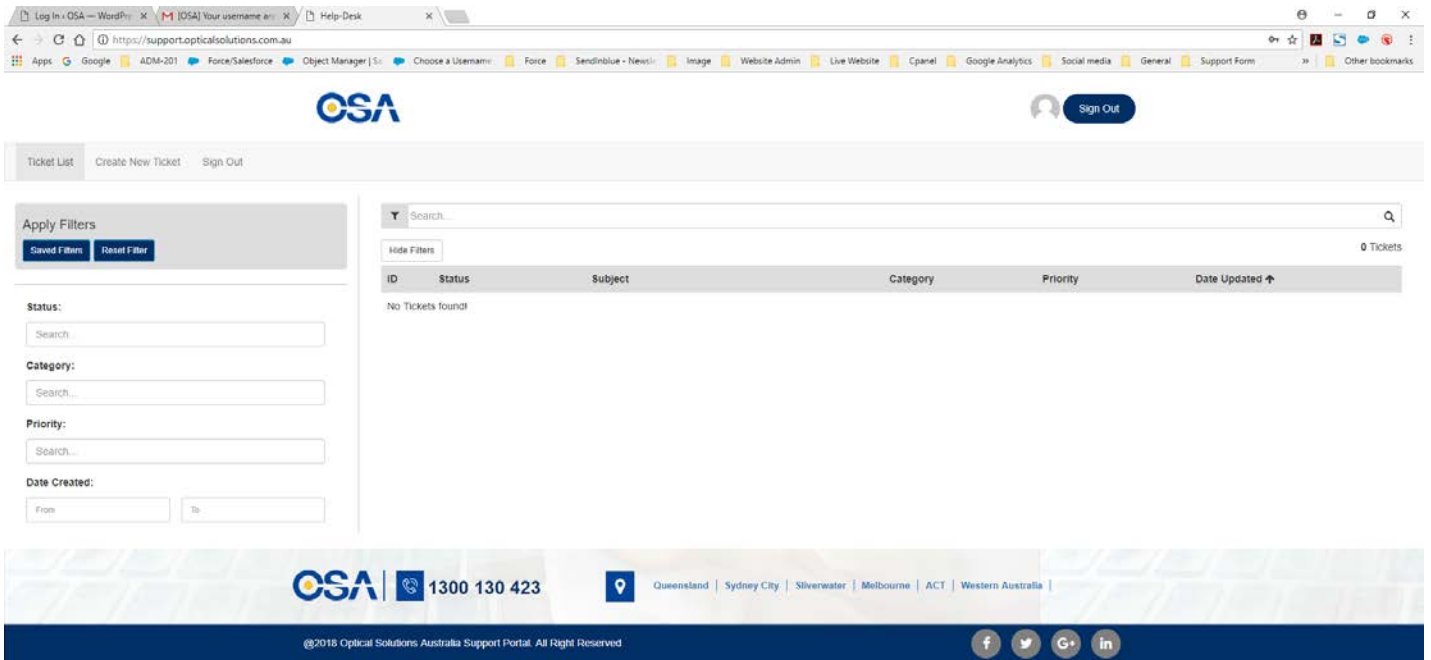 Log In ‹ OSA — WordPre
[OSA] Your username an
Help-Desk
https://support.opticalsolutions.com.au
Apps Google ADM-201 Force/Salesforce Object Manager | Sa Choose a Username Force Sendinblue - Newsle Image Website Admin Live Website Cpanel Google Analytics Social media General Support Form » Other bookmarks
OSA
Sign Out
Ticket List Create New Ticket Sign Out
Apply Filters
Saved Filters Reset Filter
Status:
Search...
Category:
Search...
Priority:
Search...
Date Created:
From To
Search...
Hide Filters 0 Tickets
ID Status Subject Category Priority Date Updated
No Tickets found!
OSA 1300 130 423 Queensland | Sydney City | Silverwater | Melbourne | ACT | Western Australia |
@2018 Optical Solutions Australia Support Portal. All Right Reserved
f G+ in